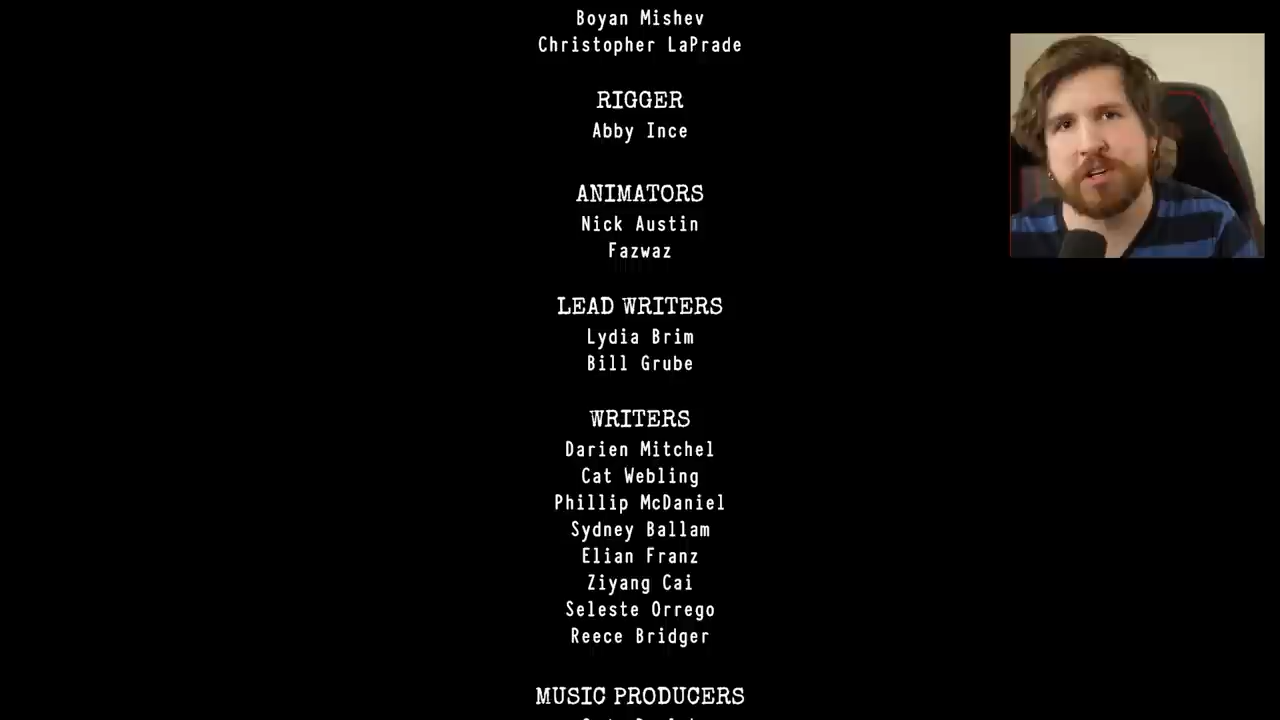 Boyan Mishev
Christopher LaPrade
RIGGER
Abby Ince
ANIMATORS
Nick Austin
Fazwaz
LEAD WRITERS
Lydia Brim
Bill Grube
WRITERS
Darien Mitchel
Cat Webling
Phillip McDaniel
Sydney Ballam
Elian Franz
Ziyang Cai
Seleste Orrego
Reece Bridger
MUSIC PRODUCERS